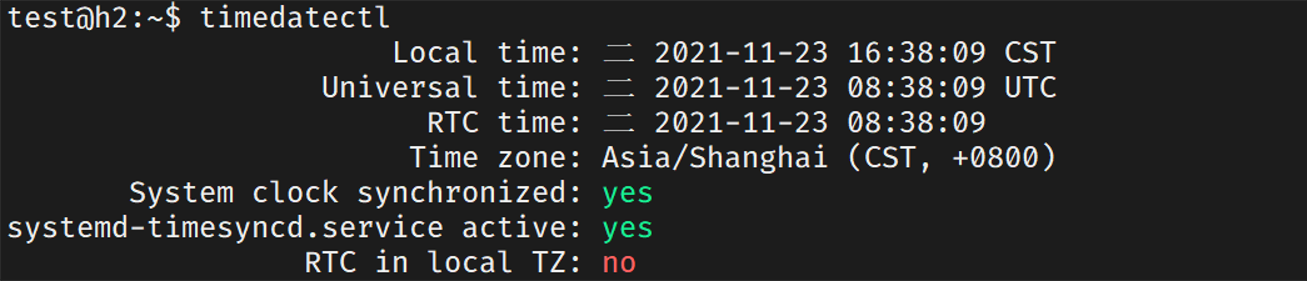 test@h2:~$ timedatectl
Local time: 二 2021-11-23 16:38:09 CST
Universal time: 二 2021-11-23 08:38:09 UTC
RTC time: 二 2021-11-23 08:38:09
Time zone: Asia/Shanghai (CST, +0800)
System clock synchronized: yes
systemd-timesyncd.service active: yes
RTC in local TZ: no